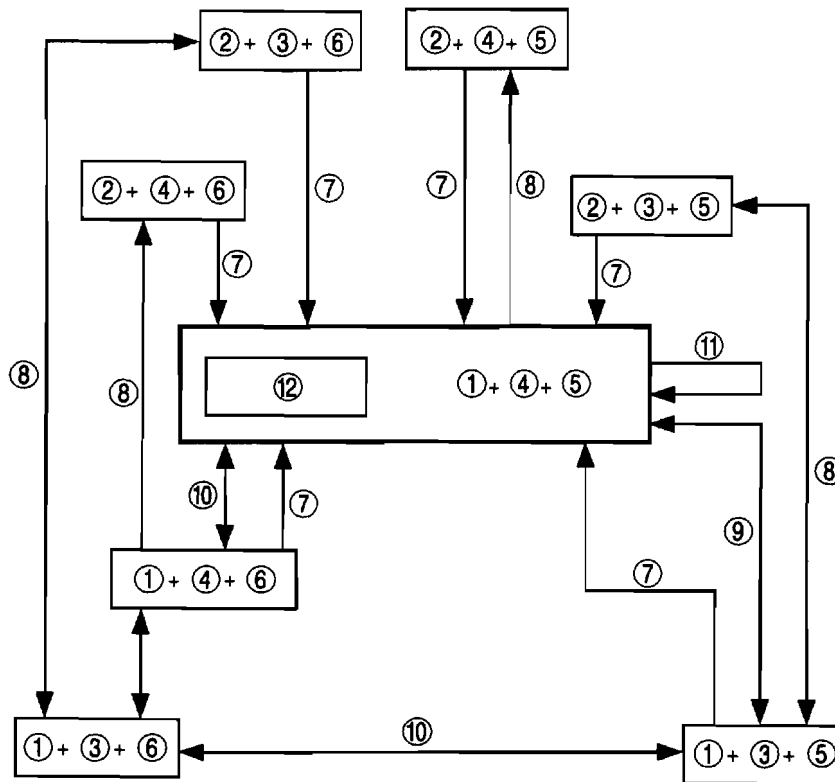 ② + ③ + ⑥
② + ④ + ⑤
② + ④ + ⑥
⑦
⑦
⑧
② + ③ + ⑤
⑦
⑦
⑪
⑧
⑧
⑫
① + ④ + ⑤
⑧
⑩
⑦
⑨
① + ④ + ⑥
⑦
① + ③ + ⑥
⑩
① + ③ + ⑤